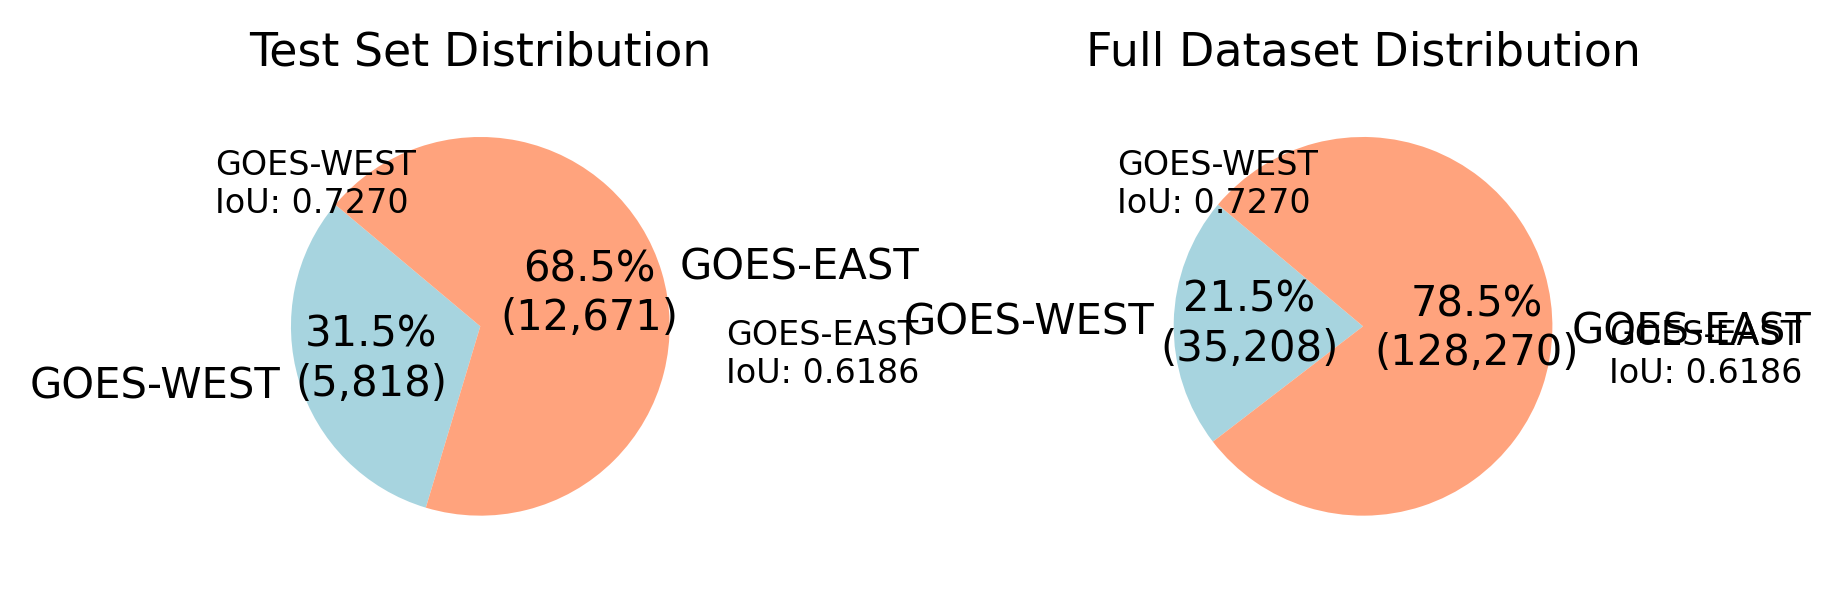 Test Set Distribution
GOES-WEST
IoU: 0.7270
68.5%
(12,671)
GOES-EAST
GOES-EAST
IoU: 0.6186
31.5%
(5,818)
GOES-WEST
Full Dataset Distribution
GOES-WEST
IoU: 0.7270
21.5%
(35,208)
GOES-WEST
78.5%
(128,270)
GOES-EAST
GOES-EAST
IoU: 0.6186